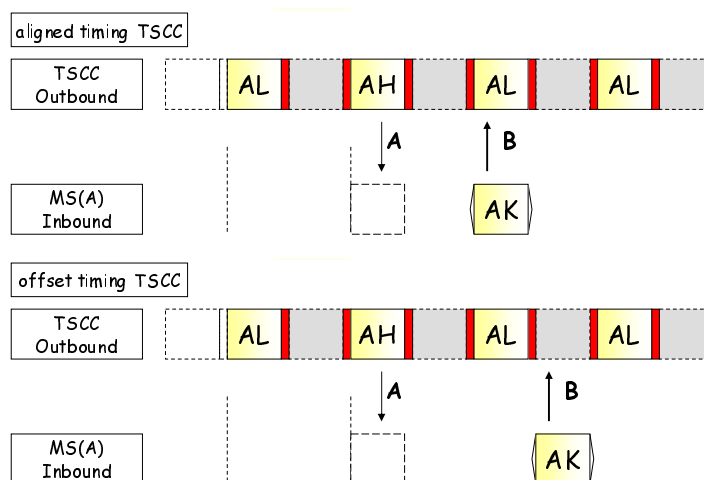 aligned timing TSCC
TSCC
Outbound
AL
AH
AL
AL
A
B
MS(A)
Inbound
AK
offset timing TSCC
TSCC
Outbound
AL
AH
AL
AL
A
B
MS(A)
Inbound
AK